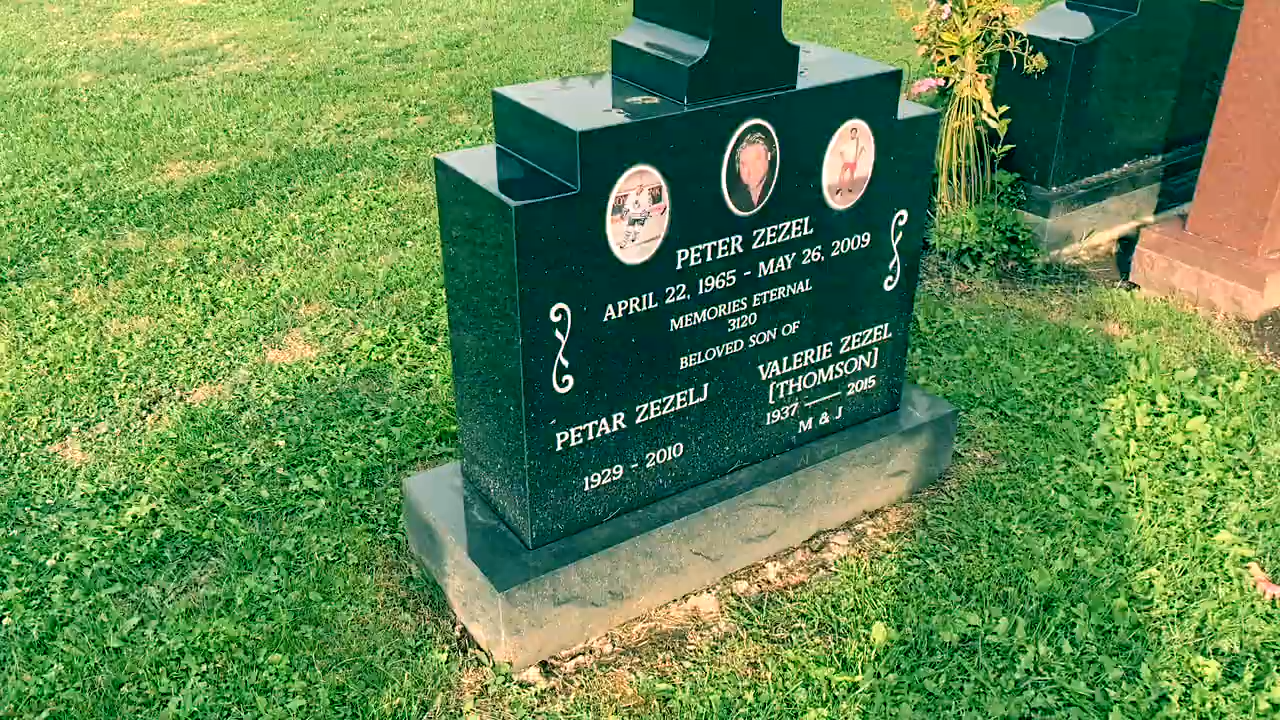 PETER ZEZEL
APRIL 22, 1965 - MAY 26, 2009
MEMORIES ETERNAL
3120
BELOVED SON OF
PETAR ZEZELJ
1929 - 2010
VALERIE ZEZEL
[THOMSON]
1937 —— 2015
M & J